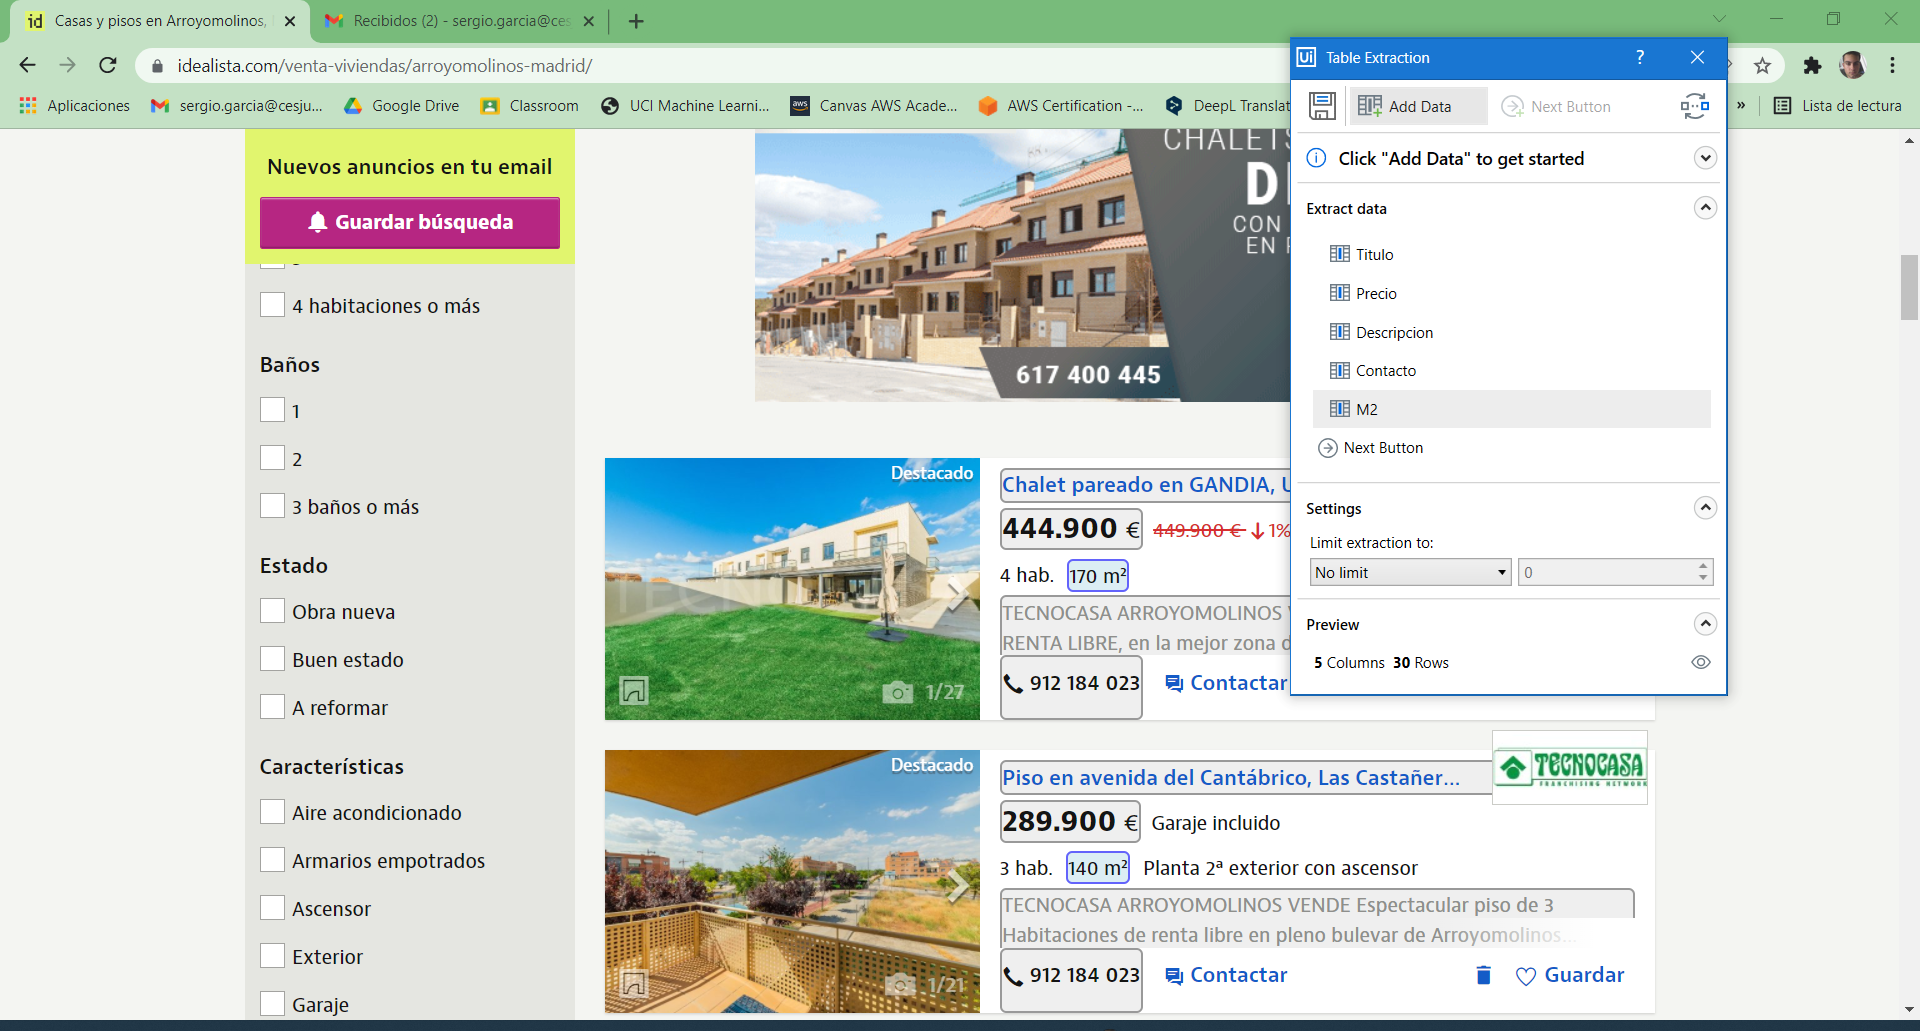 id Casas y pisos en Arroyomolinos,
Recibidos (2) - sergio.garcia@ces
idealista.com/venta-viviendas/arroyomolinos-madrid/
Aplicaciones
sergio.garcia@cesju...
Google Drive
Classroom
UCI Machine Learni...
aws Canvas AWS Acade...
AWS Certification -...
DeepL Translat
»
Lista de lectura
Nuevos anuncios en tu email
Guardar búsqueda
4 habitaciones o más
Baños
1
2
3 baños o más
Estado
Obra nueva
Buen estado
A reformar
Características
Aire acondicionado
Armarios empotrados
Ascensor
Exterior
Garaje
CHALETS
D
CON
EN
617 400 445
Destacado
1/27
Chalet pareado en GANDIA,
444.900 € 449.900 € 1%
4 hab. 170 m²
TECNOCASA ARROYOMOLINOS
RENTA LIBRE, en la mejor zona
912 184 023 Contactar
Destacado
1/21
Piso en avenida del Cantábrico, Las Castañer...
TECNOCASA
FRANCHISING NETWORK
289.900 € Garaje incluido
3 hab. 140 m² Planta 2ª exterior con ascensor
TECNOCASA ARROYOMOLINOS VENDE Espectacular piso de 3
Habitaciones de renta libre en pleno bulevar de Arroyomolinos...
912 184 023 Contactar Guardar
Ui Table Extraction ?
Add Data Next Button
Click "Add Data" to get started
Extract data
Titulo
Precio
Descripcion
Contacto
M2
Next Button
Settings
Limit extraction to:
No limit 0
Preview
5 Columns 30 Rows